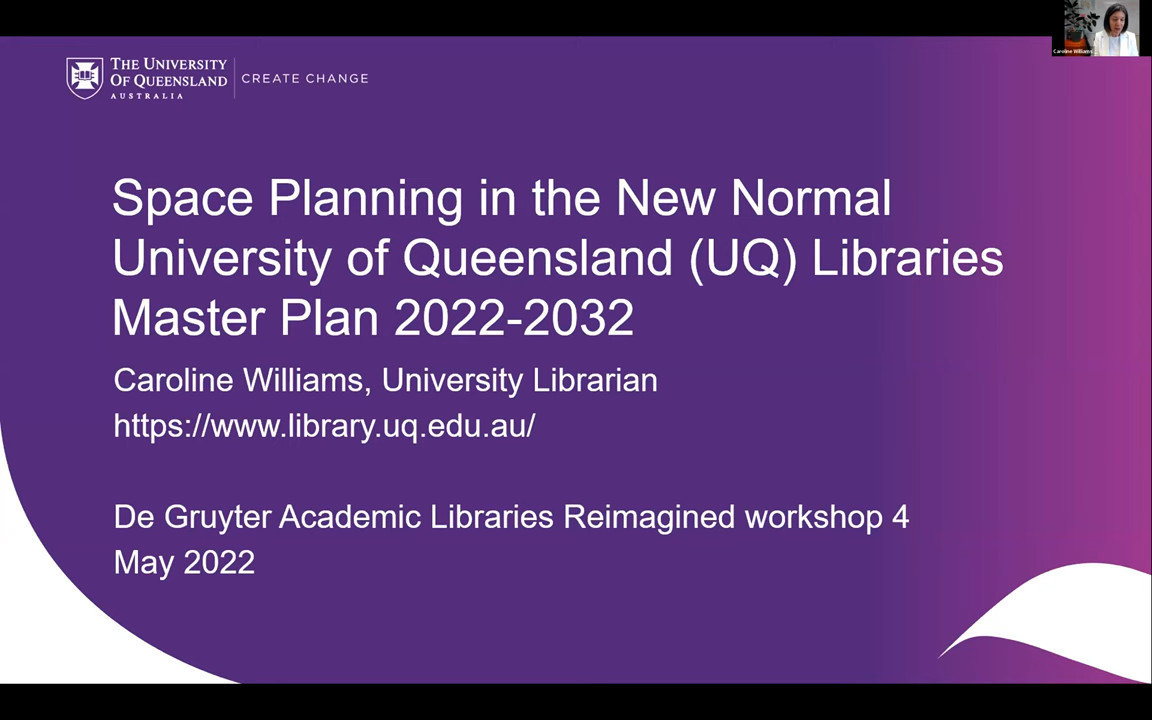 THE UNIVERSITY
OF QUEENSLAND
AUSTRALIA
CREATE CHANGE
Caroline Williams
Space Planning in the New Normal
University of Queensland (UQ) Libraries
Master Plan 2022-2032
Caroline Williams, University Librarian
https://www.library.uq.edu.au/
De Gruyter Academic Libraries Reimagined workshop 4
May 2022